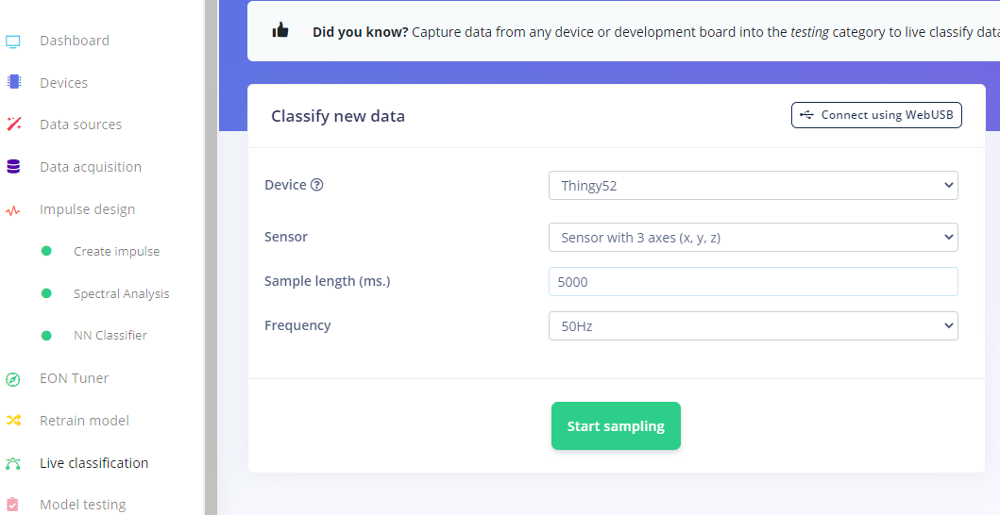 Dashboard
Devices
Data sources
Data acquisition
Impulse design
Create impulse
Spectral Analysis
NN Classifier
EON Tuner
Retrain model
Live classification
Model testing
Did you know? Capture data from any device or development board into the testing category to live classify data
Classify new data
Connect using WebUSB
Device
Thingy52
Sensor
Sensor with 3 axes (x, y, z)
Sample length (ms.)
5000
Frequency
50Hz
Start sampling